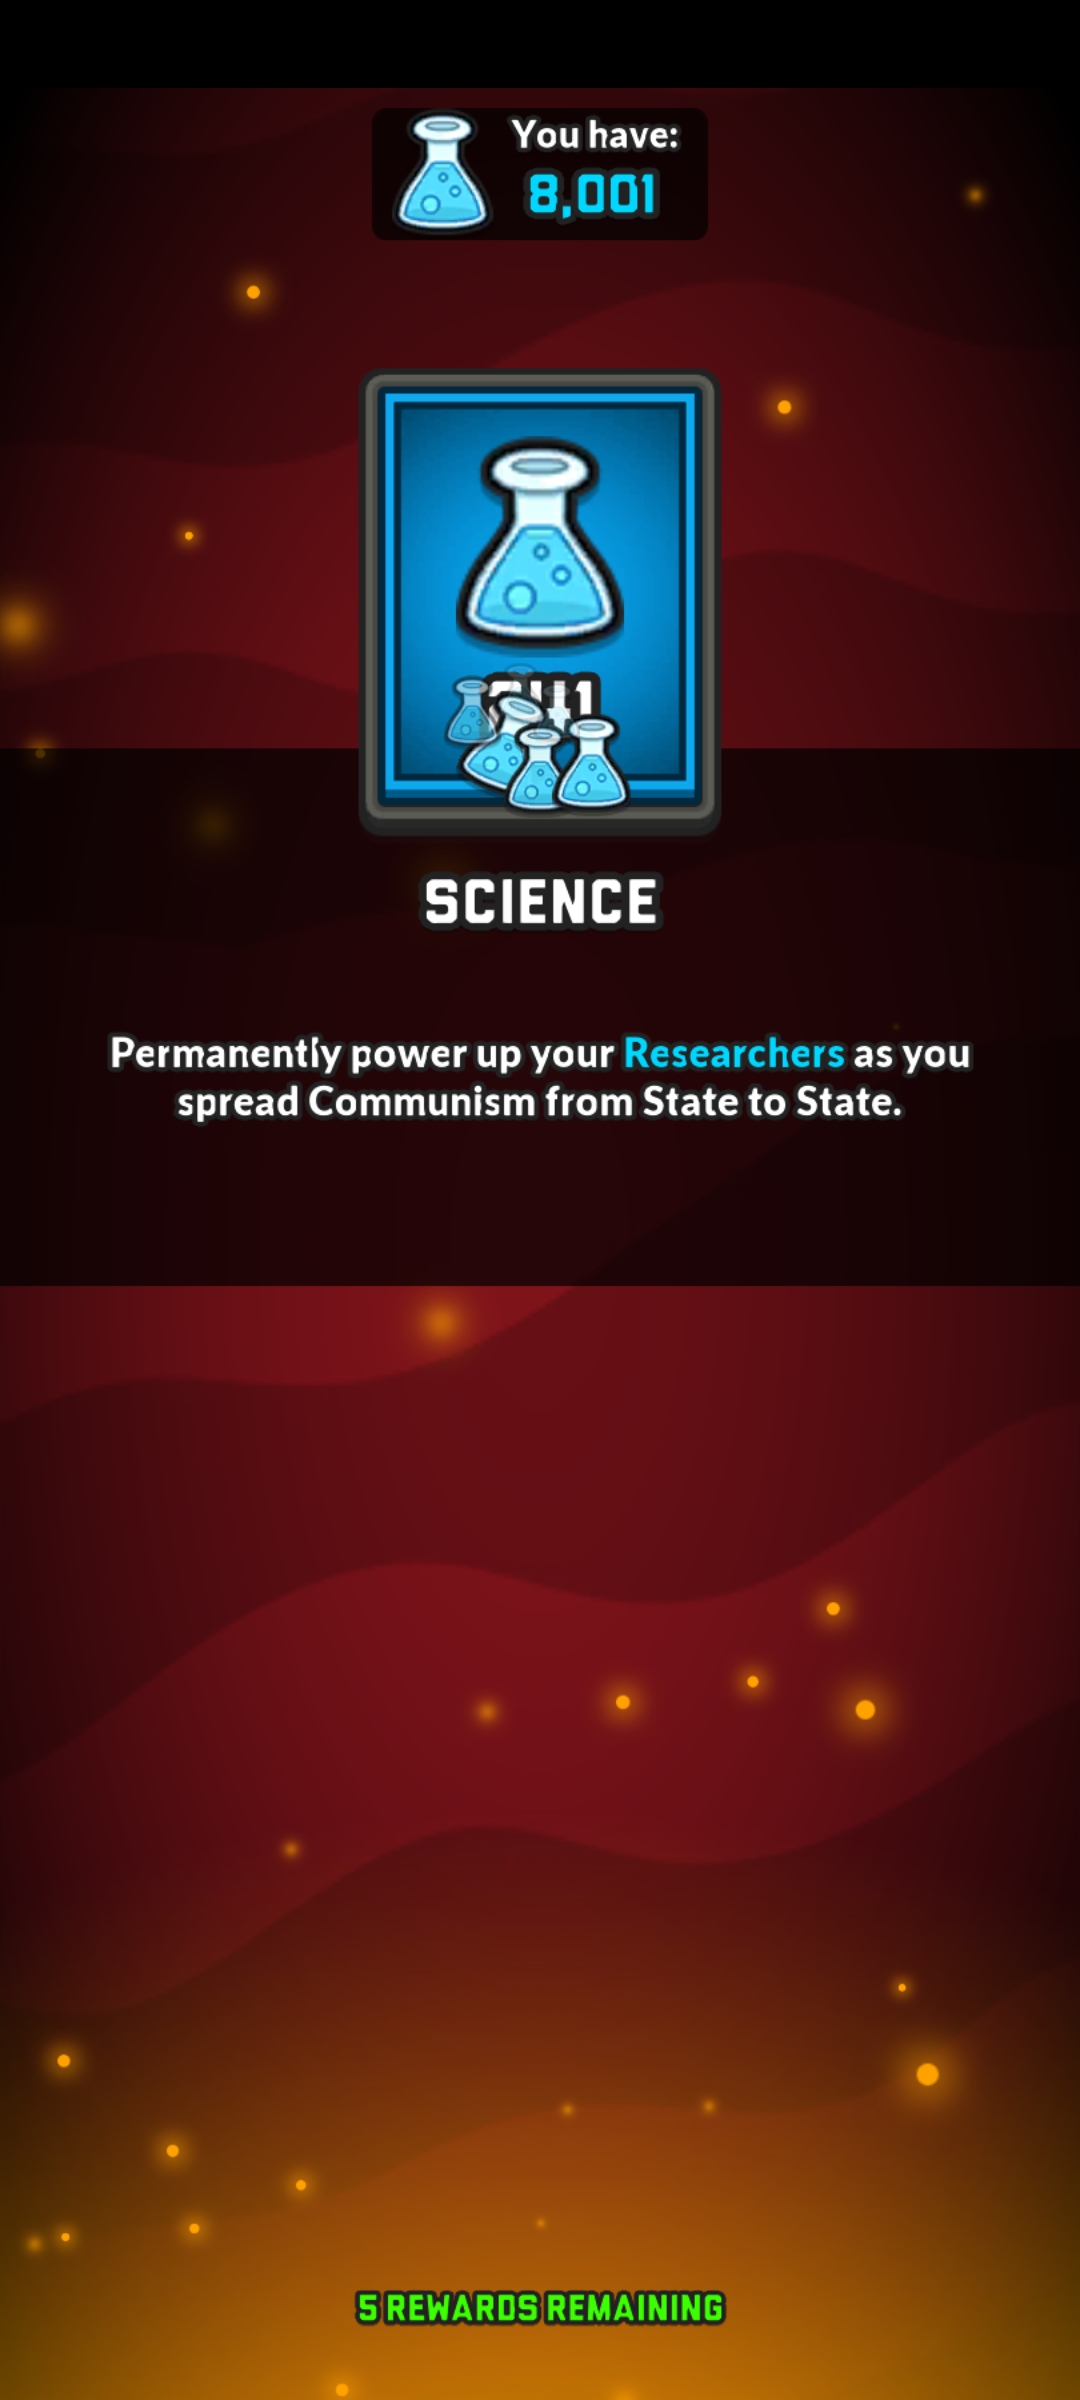 You have:
8,001
SCIENCE
Permanently power up your Researchers as you
spread Communism from State to State.
5 REWARDS REMAINING